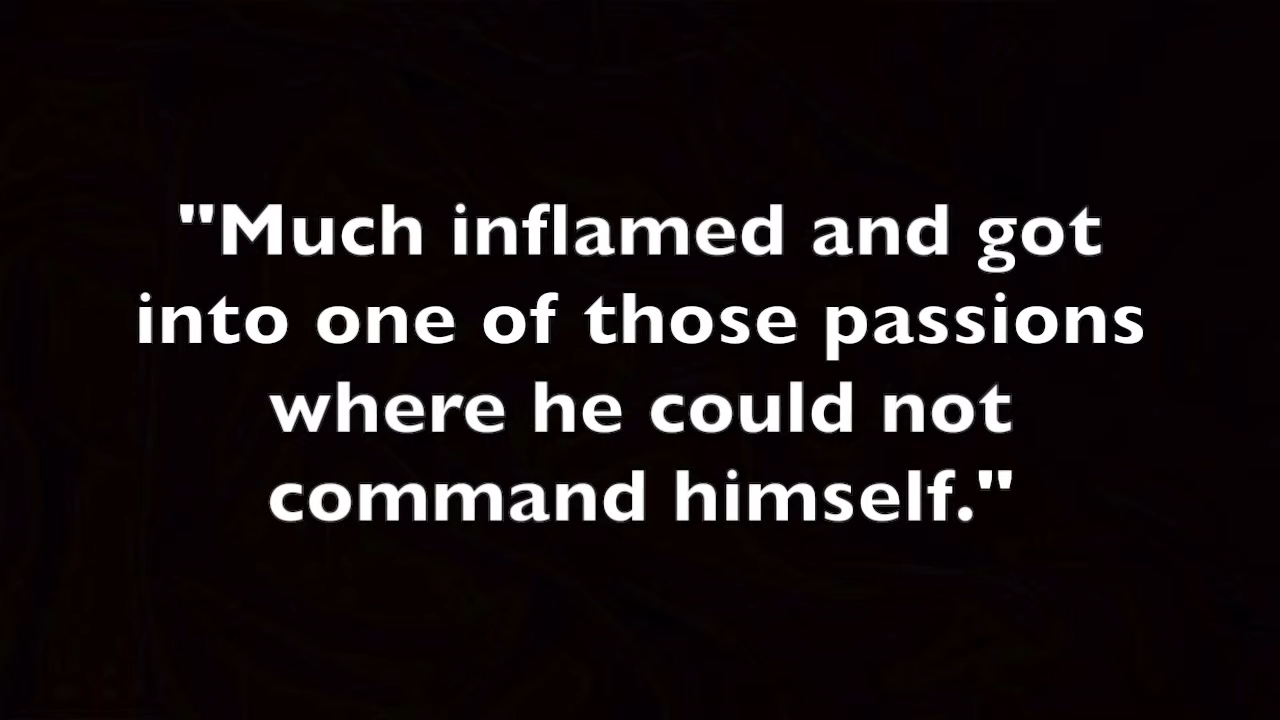 "Much inflamed and got
into one of those passions
where he could not
command himself."